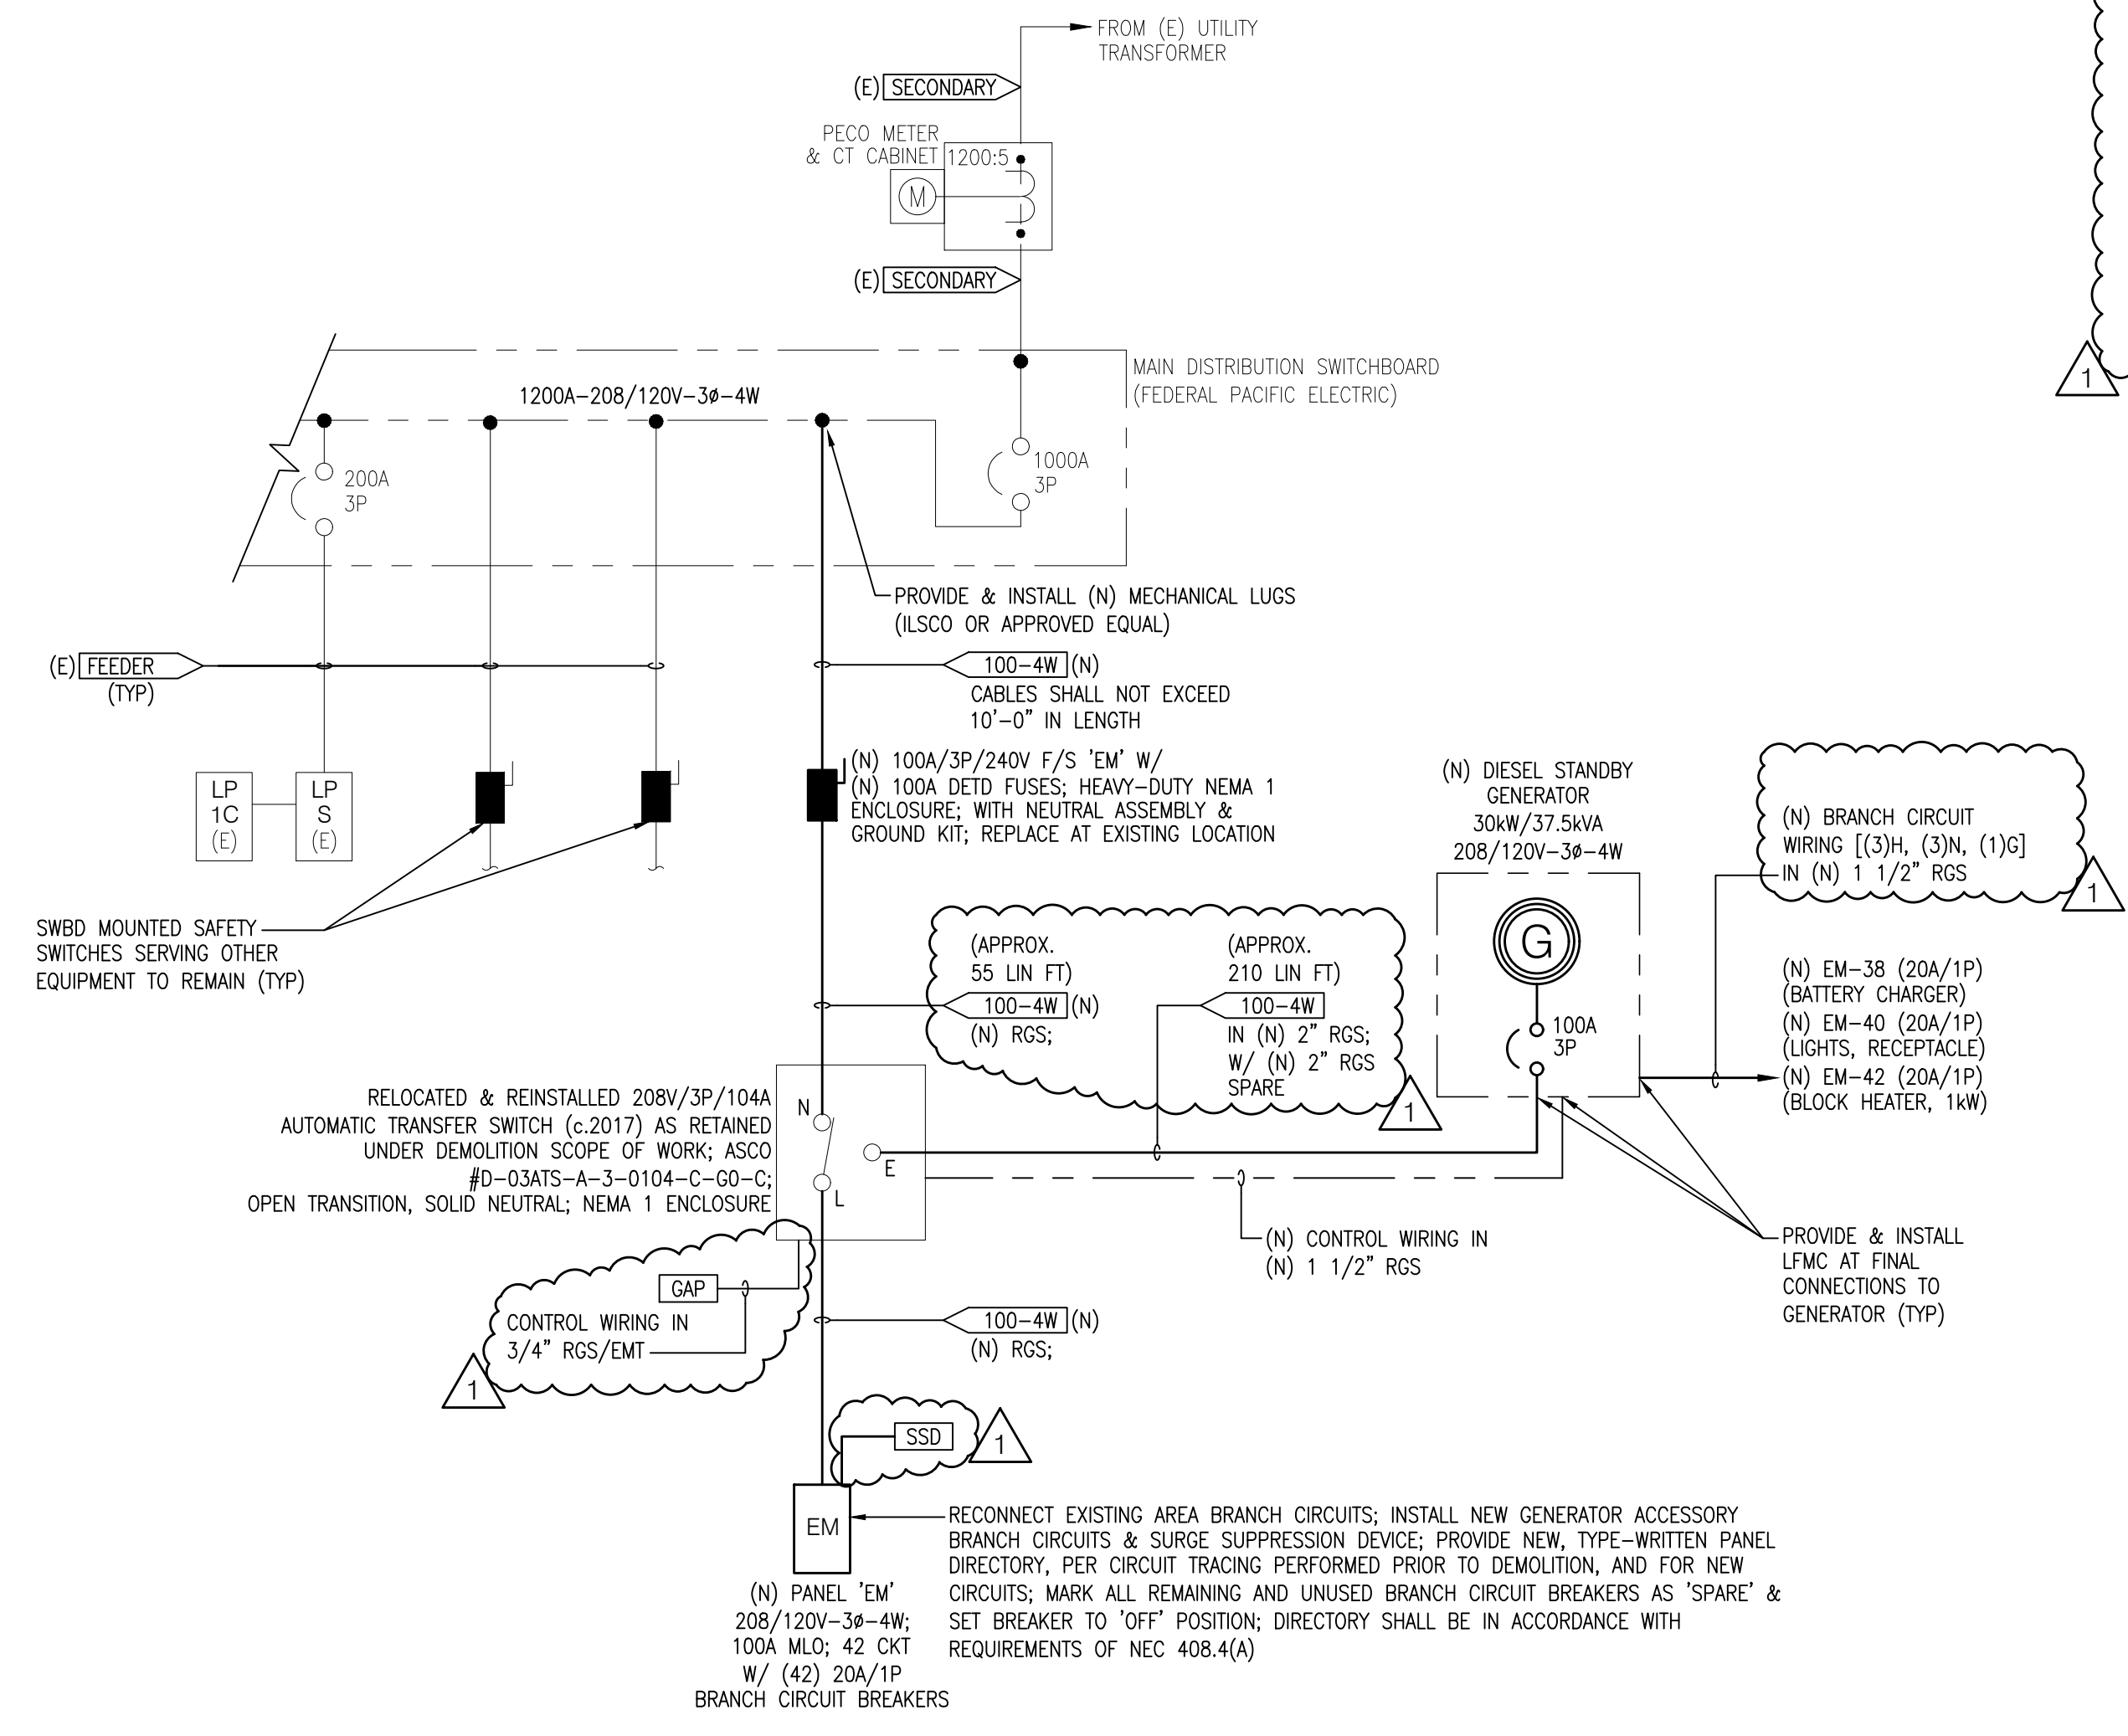 FROM (E) UTILITY
TRANSFORMER
(E) SECONDARY
PECO METER
& CT CABINET
1200:5
M
(E) SECONDARY
MAIN DISTRIBUTION SWITCHBOARD
(FEDERAL PACIFIC ELECTRIC)
1
1200A-208/120V-3ø-4W
200A
3P
1000A
3P
PROVIDE & INSTALL (N) MECHANICAL LUGS
(ILSCO OR APPROVED EQUAL)
(E) FEEDER
(TYP)
100-4W (N)
CABLES SHALL NOT EXCEED
10'-0" IN LENGTH
LP
1C
(E)
LP
S
(E)
(N) 100A/3P/240V F/S 'EM' W/
(N) 100A DETD FUSES; HEAVY-DUTY NEMA 1
ENCLOSURE; WITH NEUTRAL ASSEMBLY &
GROUND KIT; REPLACE AT EXISTING LOCATION
(N) DIESEL STANDBY
GENERATOR
30kW/37.5kVA
208/120V-3ø-4W
(N) BRANCH CIRCUIT
WIRING [(3)H, (3)N, (1)G]
IN (N) 1 1/2" RGS
1
SWBD MOUNTED SAFETY
SWITCHES SERVING OTHER
EQUIPMENT TO REMAIN (TYP)
(APPROX.
55 LIN FT)
100-4W (N)
(N) RGS;
(APPROX.
210 LIN FT)
100-4W
IN (N) 2" RGS;
W/ (N) 2" RGS
SPARE
1
G
100A
3P
(N) EM-38 (20A/1P)
(BATTERY CHARGER)
(N) EM-40 (20A/1P)
(LIGHTS, RECEPTACLE)
(N) EM-42 (20A/1P)
(BLOCK HEATER, 1kW)
RELOCATED & REINSTALLED 208V/3P/104A
AUTOMATIC TRANSFER SWITCH (c.2017) AS RETAINED
UNDER DEMOLITION SCOPE OF WORK; ASCO
#D-03ATS-A-3-0104-C-G0-C;
OPEN TRANSITION, SOLID NEUTRAL; NEMA 1 ENCLOSURE
N
E
L
(N) CONTROL WIRING IN
(N) 1 1/2" RGS
PROVIDE & INSTALL
LFMC AT FINAL
CONNECTIONS TO
GENERATOR (TYP)
GAP
CONTROL WIRING IN
3/4" RGS/EMT
1
100-4W (N)
(N) RGS;
SSD
1
EM
RECONNECT EXISTING AREA BRANCH CIRCUITS; INSTALL NEW GENERATOR ACCESSORY
BRANCH CIRCUITS & SURGE SUPPRESSION DEVICE; PROVIDE NEW, TYPE-WRITTEN PANEL
DIRECTORY, PER CIRCUIT TRACING PERFORMED PRIOR TO DEMOLITION, AND FOR NEW
CIRCUITS; MARK ALL REMAINING AND UNUSED BRANCH CIRCUIT BREAKERS AS 'SPARE' &
SET BREAKER TO 'OFF' POSITION; DIRECTORY SHALL BE IN ACCORDANCE WITH
REQUIREMENTS OF NEC 408.4(A)
(N) PANEL 'EM'
208/120V-3ø-4W;
100A MLO; 42 CKT
W/ (42) 20A/1P
BRANCH CIRCUIT BREAKERS